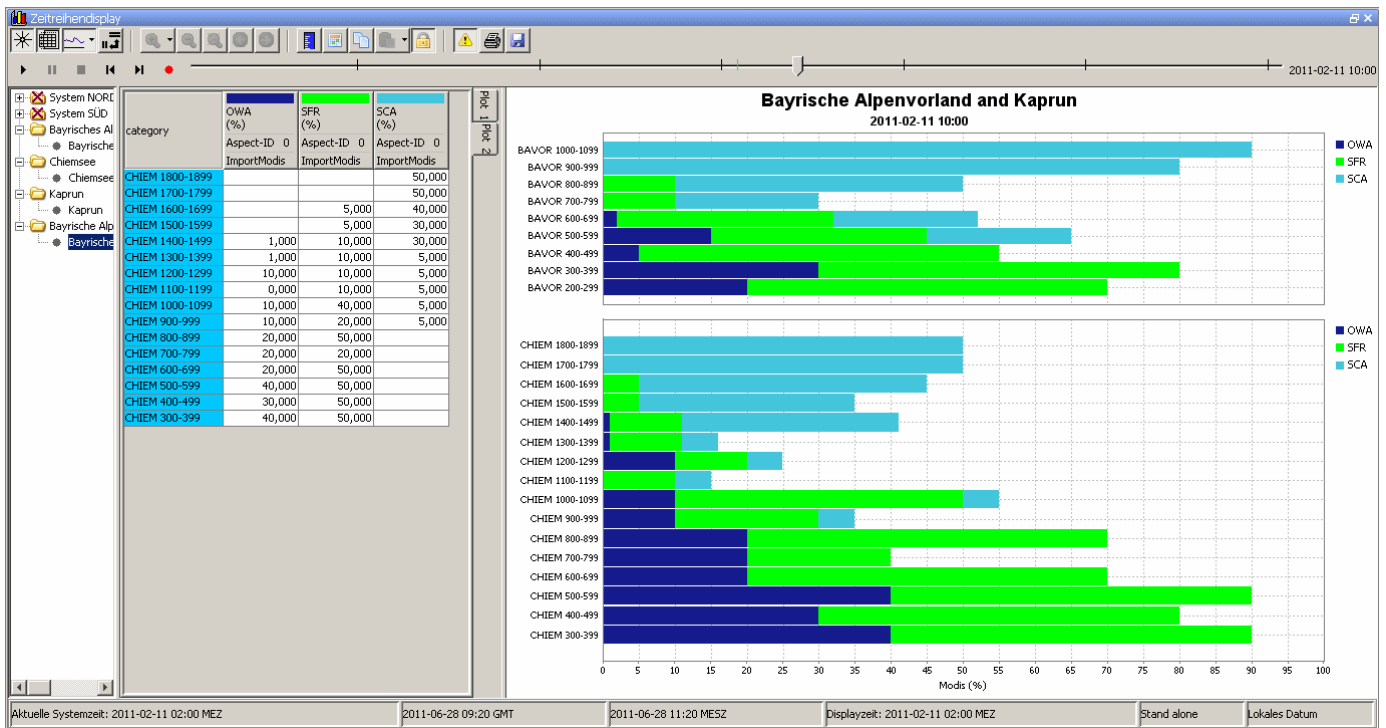 Zeitreihendisplay
2011-02-11 10:00
System NORD
System SÜD
Bayrisches Al
Bayrische
Chiemsee
Chiemsee
Kaprun
Kaprun
Bayrische Alp
Bayrische
category OWA (%) Aspect-ID 0 ImportModis SFR (%) Aspect-ID 0 ImportModis SCA (%) Aspect-ID 0 ImportModis
CHIEM 1800-1899 50,000
CHIEM 1700-1799 50,000
CHIEM 1600-1699 5,000 40,000
CHIEM 1500-1599 5,000 30,000
CHIEM 1400-1499 1,000 10,000 30,000
CHIEM 1300-1399 1,000 10,000 5,000
CHIEM 1200-1299 10,000 10,000 5,000
CHIEM 1100-1199 0,000 10,000 5,000
CHIEM 1000-1099 10,000 40,000 5,000
CHIEM 900-999 10,000 20,000 5,000
CHIEM 800-899 20,000 50,000
CHIEM 700-799 20,000 20,000
CHIEM 600-699 20,000 50,000
CHIEM 500-599 40,000 50,000
CHIEM 400-499 30,000 50,000
CHIEM 300-399 40,000 50,000
Plot 1
Plot 2
Bayrische Alpenvorland and Kaprun
2011-02-11 10:00
BAVOR 1000-1099
BAVOR 900-999
BAVOR 800-899
BAVOR 700-799
BAVOR 600-699
BAVOR 500-599
BAVOR 400-499
BAVOR 300-399
BAVOR 200-299
OWA
SFR
SCA
CHIEM 1800-1899
CHIEM 1700-1799
CHIEM 1600-1699
CHIEM 1500-1599
CHIEM 1400-1499
CHIEM 1300-1399
CHIEM 1200-1299
CHIEM 1100-1199
CHIEM 1000-1099
CHIEM 900-999
CHIEM 800-899
CHIEM 700-799
CHIEM 600-699
CHIEM 500-599
CHIEM 400-499
CHIEM 300-399
OWA
SFR
SCA
0 5 10 15 20 25 30 35 40 45 50 55 60 65 70 75 80 85 90 95 100
Modis (%)
Aktuelle Systemzeit: 2011-02-11 02:00 MEZ
2011-06-28 09:20 GMT
2011-06-28 11:20 MESZ
Displayzeit: 2011-02-11 02:00 MEZ
Stand alone
Lokales Datum